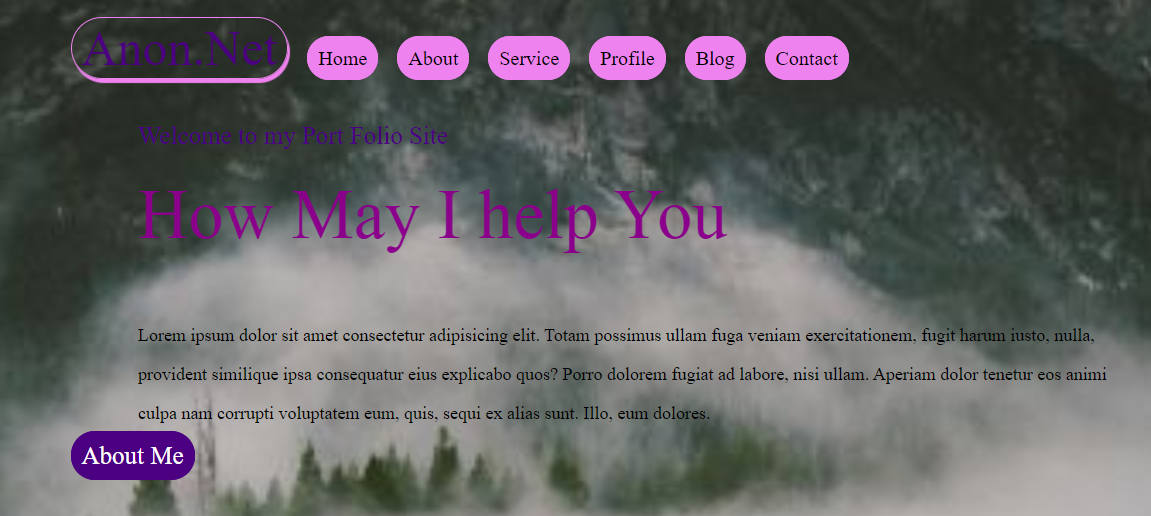 Anon.Net
Home About Service Profile Blog Contact
Welcome to my Port Folio Site
How May I help You
Lorem ipsum dolor sit amet consectetur adipisicing elit. Totam possimus ullam fuga veniam exercitationem, fugit harum iusto, nulla,
provident similique ipsa consequatur eius explicabo quos? Porro dolorem fugiat ad labore, nisi ullam. Aperiam dolor tenetur eos animi
culpa nam corrupti voluptatem eum, quis, sequi ex alias sunt. Illo, eum dolores.
About Me